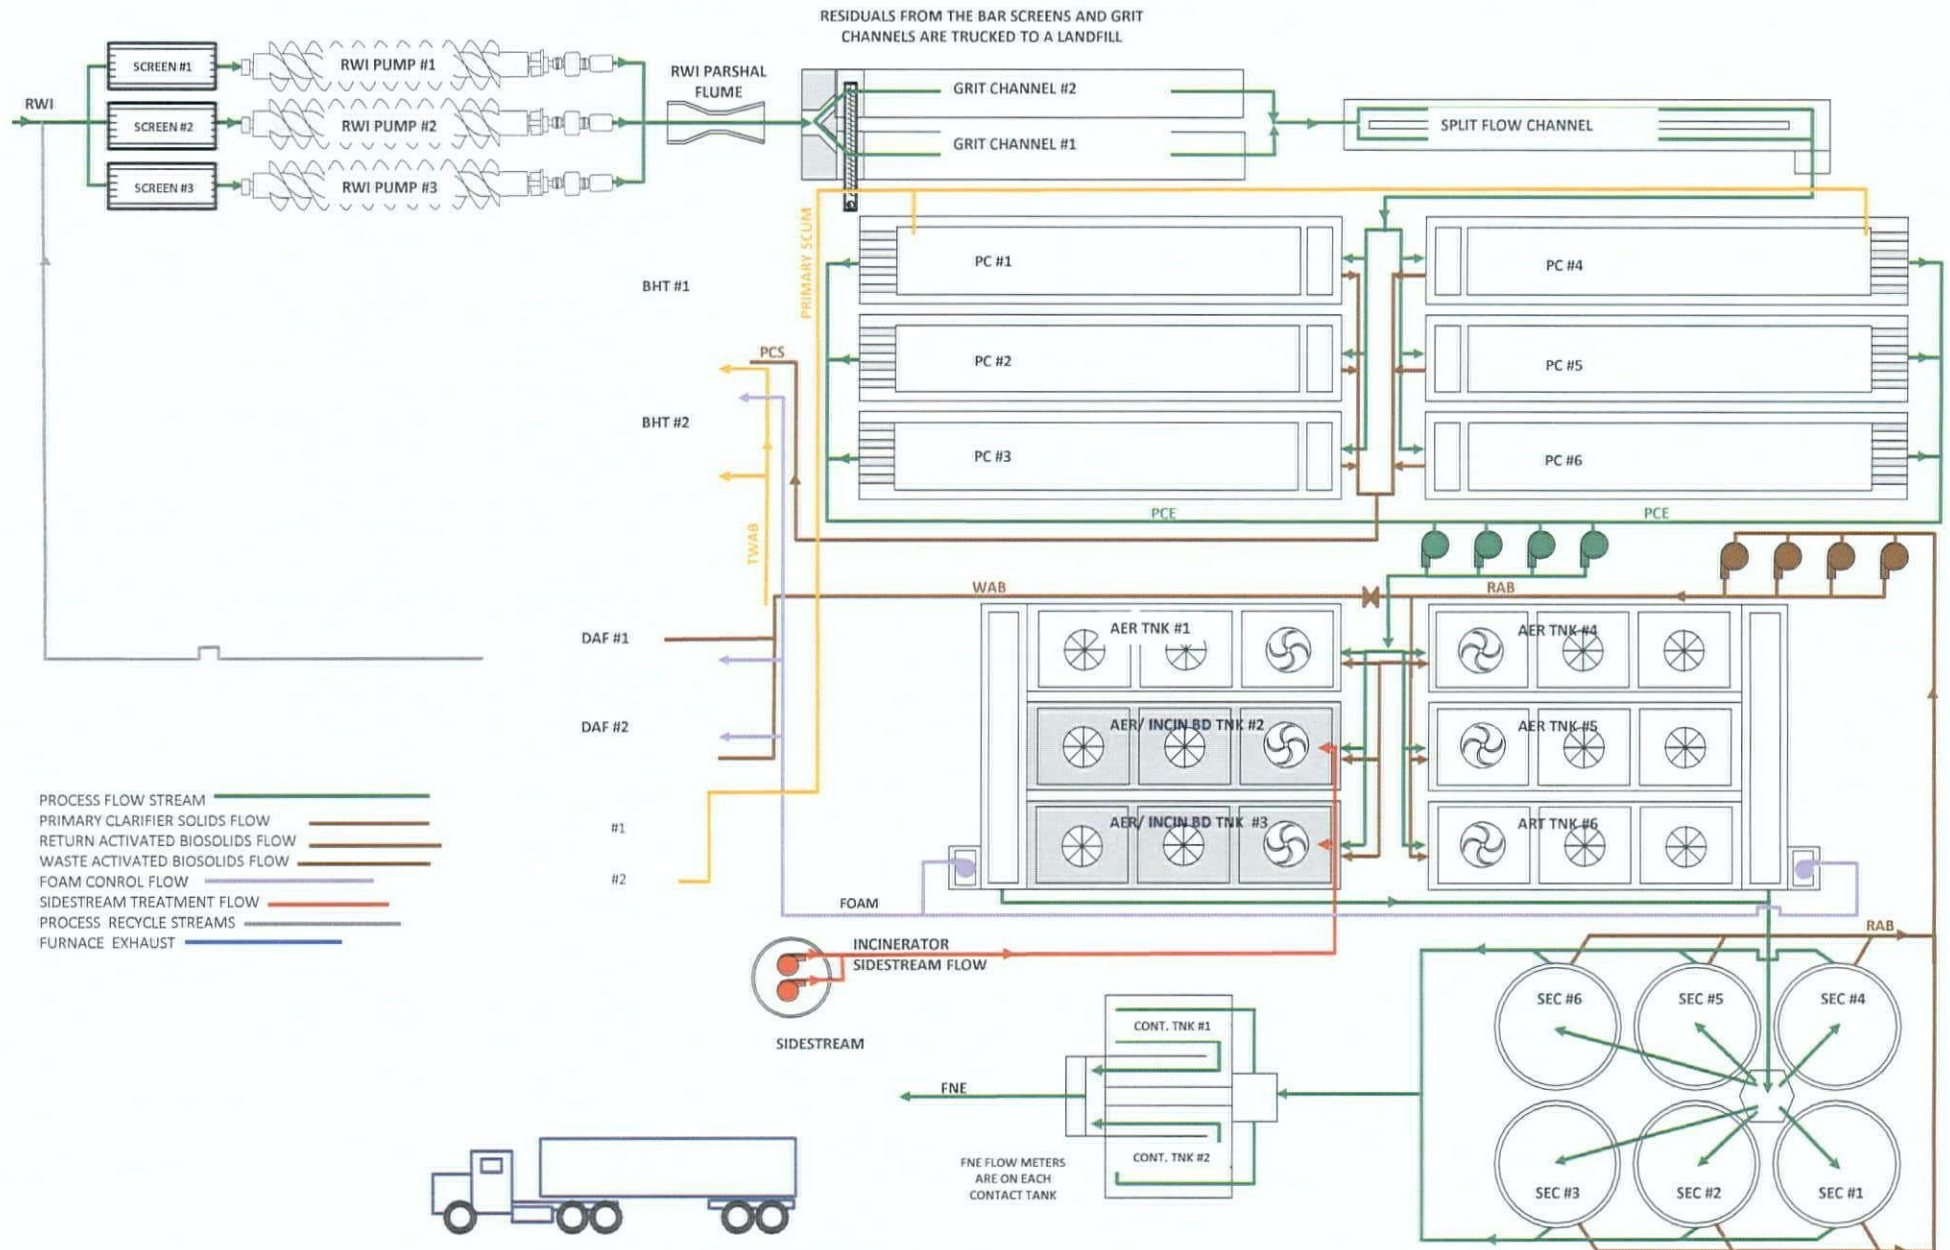 RESIDUALS FROM THE BAR SCREENS AND GRIT
CHANNELS ARE TRUCKED TO A LANDFILL
RWI
SCREEN #1
RWI PUMP #1
SCREEN #2
RWI PUMP #2
SCREEN #3
RWI PUMP #3
RWI PARSHAL
FLUME
GRIT CHANNEL #2
GRIT CHANNEL #1
SPLIT FLOW CHANNEL
PRIMARY SCUM
BHT #1
PC #1
PC #4
PCS
PC #2
PC #5
BHT #2
PC #3
PC #6
PCE
PCE
TWAB
WAB
RAB
DAF #1
AER TNK #1
AER TNK #4
DAF #2
AER/ INCIN BD TNK #2
AER TNK #5
#1
AER/ INCIN BD TNK #3
ART TNK #6
#2
PROCESS FLOW STREAM
PRIMARY CLARIFIER SOLIDS FLOW
RETURN ACTIVATED BIOSOLIDS FLOW
WASTE ACTIVATED BIOSOLIDS FLOW
FOAM CONROL FLOW
SIDESTREAM TREATMENT FLOW
PROCESS RECYCLE STREAMS
FURNACE EXHAUST
FOAM
INCINERATOR
SIDESTREAM FLOW
SIDESTREAM
RAB
SEC #6
SEC #5
SEC #4
CONT. TNK #1
FNE
CONT. TNK #2
FNE FLOW METERS
ARE ON EACH
CONTACT TANK
SEC #3
SEC #2
SEC #1